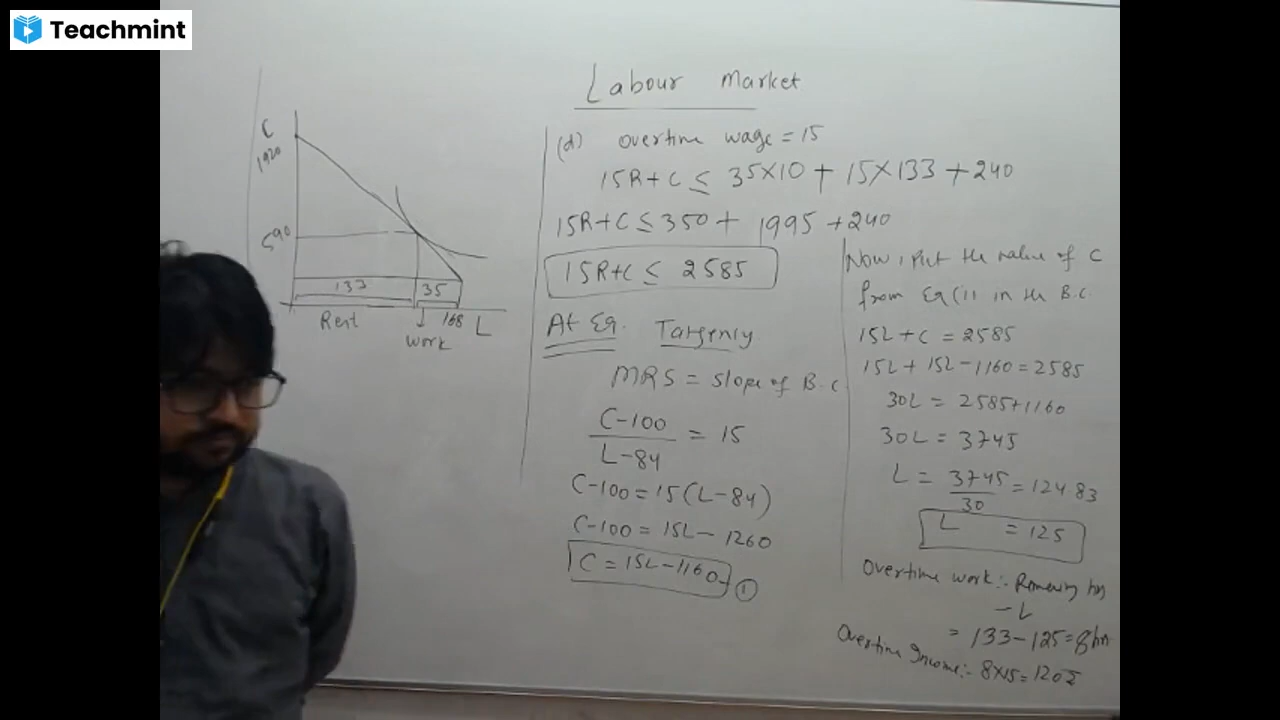 Teachmint
Labour Market
C
1920
590
133
35
Rest
168
L
Work
(d) Overtime wage = 15
15R+C ≤ 35×10 + 15×133 + 240
15R+C ≤ 350 + 1995 + 240
15R+C ≤ 2585
At Eq. Tangency
MRS = Slope of B.C
C-100
L-84
= 15
C-100 = 15(L-84)
C-100 = 15L - 1260
C = 15L-1160 - ①
Now, Put the value of C
from Eq(1) in the B.C.
15L + C = 2585
15L + 15L - 1160 = 2585
30L = 2585+1160
30L = 3745
L = 3745 = 124.83
30
L = 125
Overtime work:- Remaining hrs
- L
= 133-125 = 8hrs
Overtime Income:- 8×15 = 120